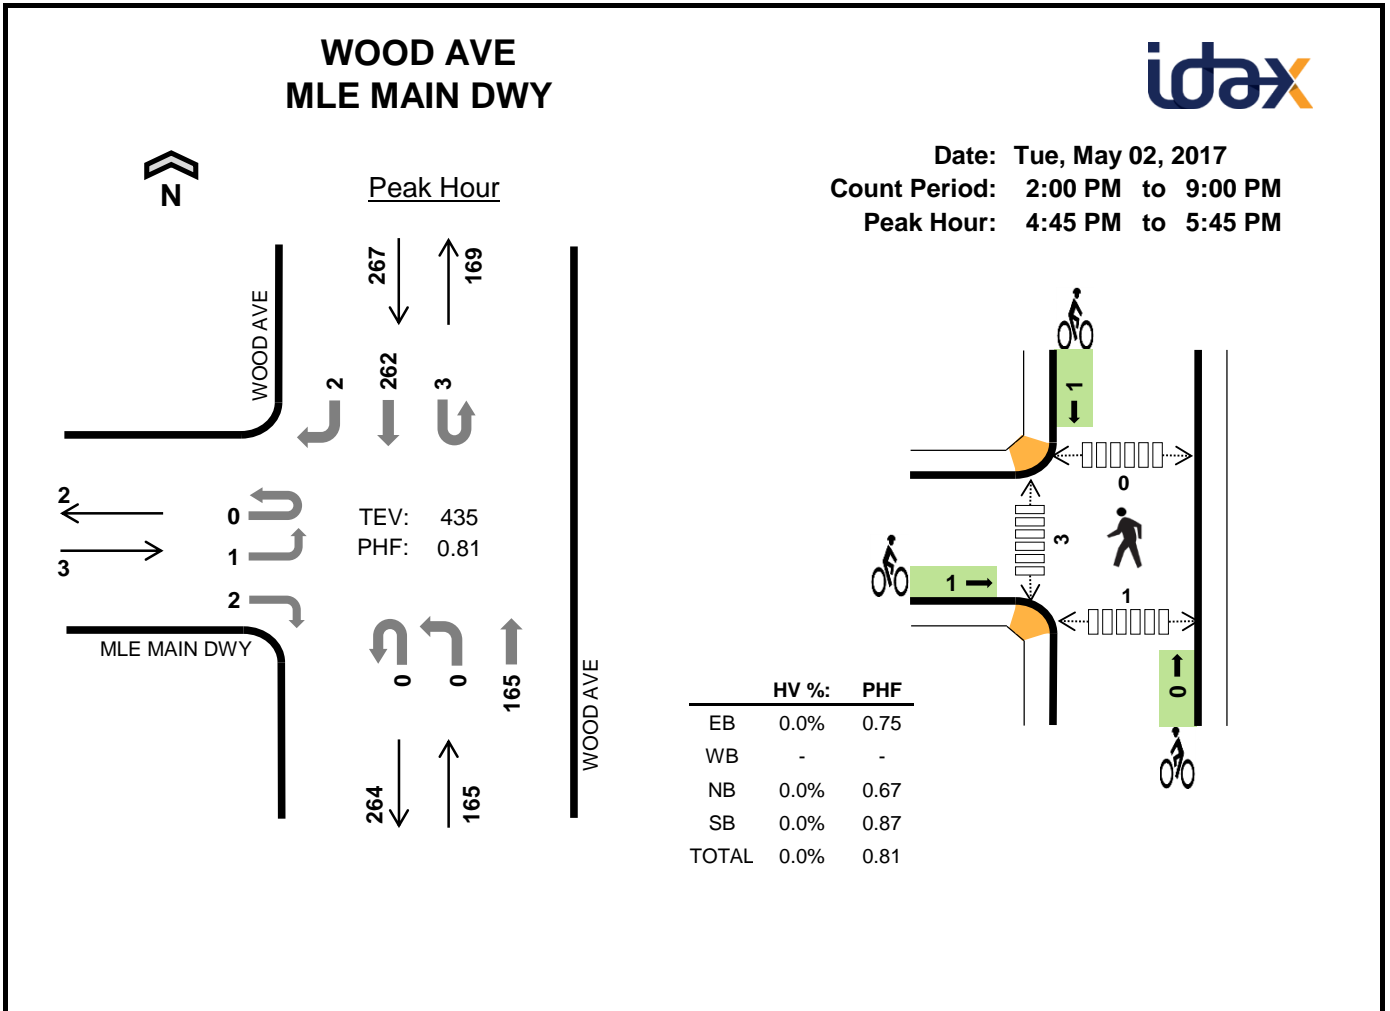 WOOD AVE
MLE MAIN DWY
idax
Date: Tue, May 02, 2017
Count Period: 2:00 PM to 9:00 PM
Peak Hour: 4:45 PM to 5:45 PM
N
Peak Hour
267
169
WOOD AVE
2
262
3
2
3
0
1
2
TEV: 435
PHF: 0.81
MLE MAIN DWY
0
0
165
WOOD AVE
264
165
1
0
3
1
1
0
HV %: PHF
EB 0.0% 0.75
WB - -
NB 0.0% 0.67
SB 0.0% 0.87
TOTAL 0.0% 0.81